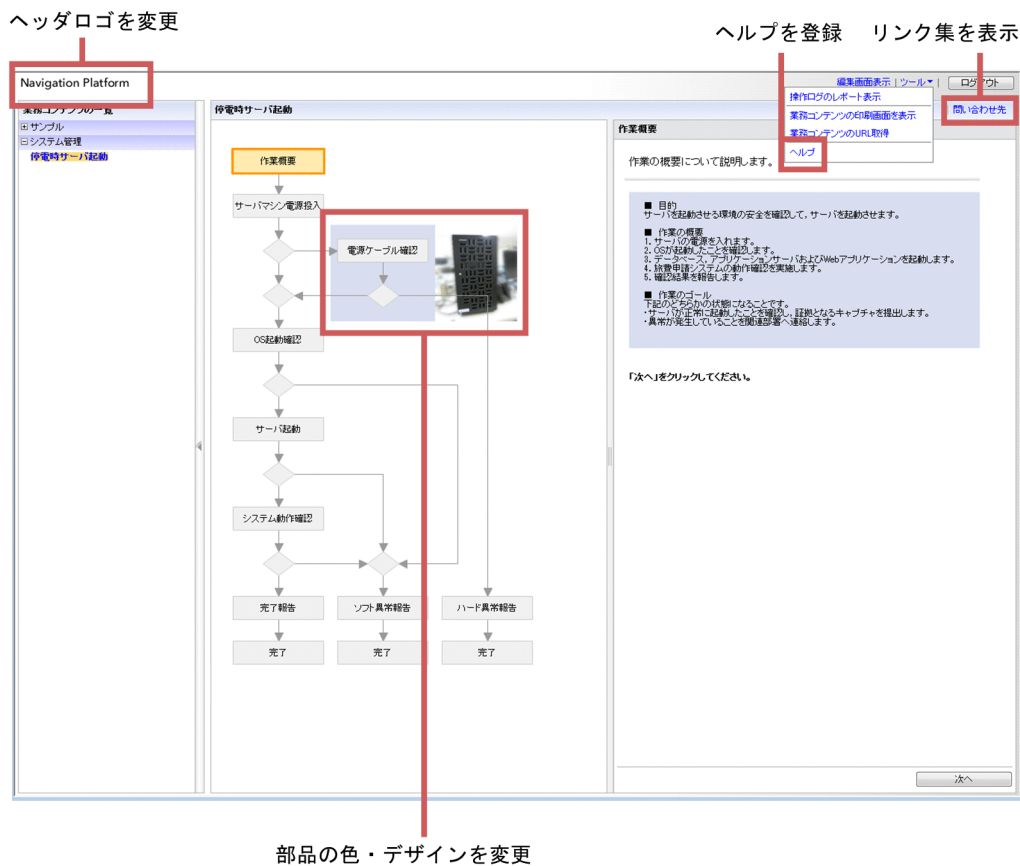 ヘッダロゴを変更
ヘルプを登録
リンク集を表示
Navigation Platform
編集画面表示 | ツール▼ |
ログアウト
操作ログのレポート表示
業務コンテンツの印刷画面を表示
業務コンテンツのURL取得
ヘルプ
問い合わせ先
業務コンテンツの一覧
サンプル
システム管理
停電時サーバ起動
停電時サーバ起動
作業概要
サーバマシン電源投入
電源ケーブル確認
OS起動確認
サーバ起動
システム動作確認
完了報告
ソフト異常報告
ハード異常報告
完了
完了
完了
作業概要
作業の概要について説明します。
■ 目的
サーバを起動させる環境の安全を確認して，サーバを起動させます。
■ 作業の概要
1. サーバの電源を入れます。
2. OSが起動したことを確認します。
3. データベース，アプリケーションサーバおよびWebアプリケーションを起動します。
4. 旅費申請システムの動作確認を実施します。
5. 確認結果を報告します。
■ 作業のゴール
下記のどちらかの状態になることです。
・サーバが正常に起動したことを確認し，証拠となるキャプチャを提出します。
・異常が発生していることを関連部署へ連絡します。
「次へ」をクリックしてください。
次へ
部品の色・デザインを変更